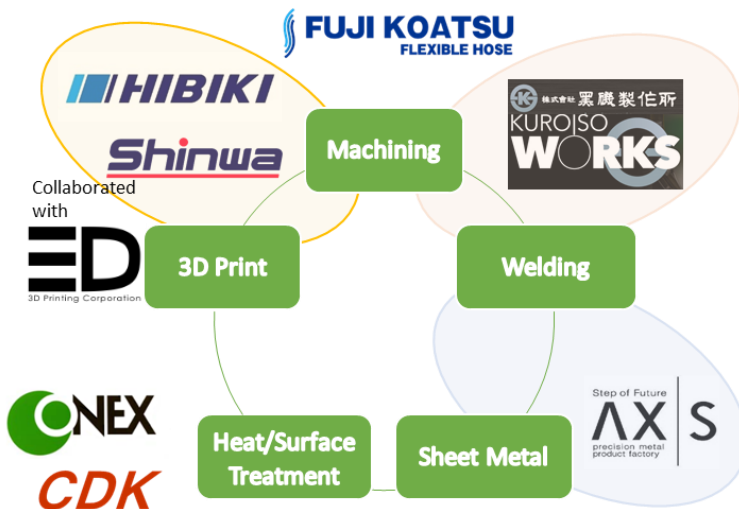 FUJI KOATSU
FLEXIBLE HOSE
HIBIKI
Shinwa
Machining
株式會社 黑磯製作所
KUROISO
WORKS
Collaborated
with
3D
3D Printing Corporation
3D Print
Welding
ONEX
CDK
Heat/Surface
Treatment
Sheet Metal
Step of Future
AXS
precision metal
product factory